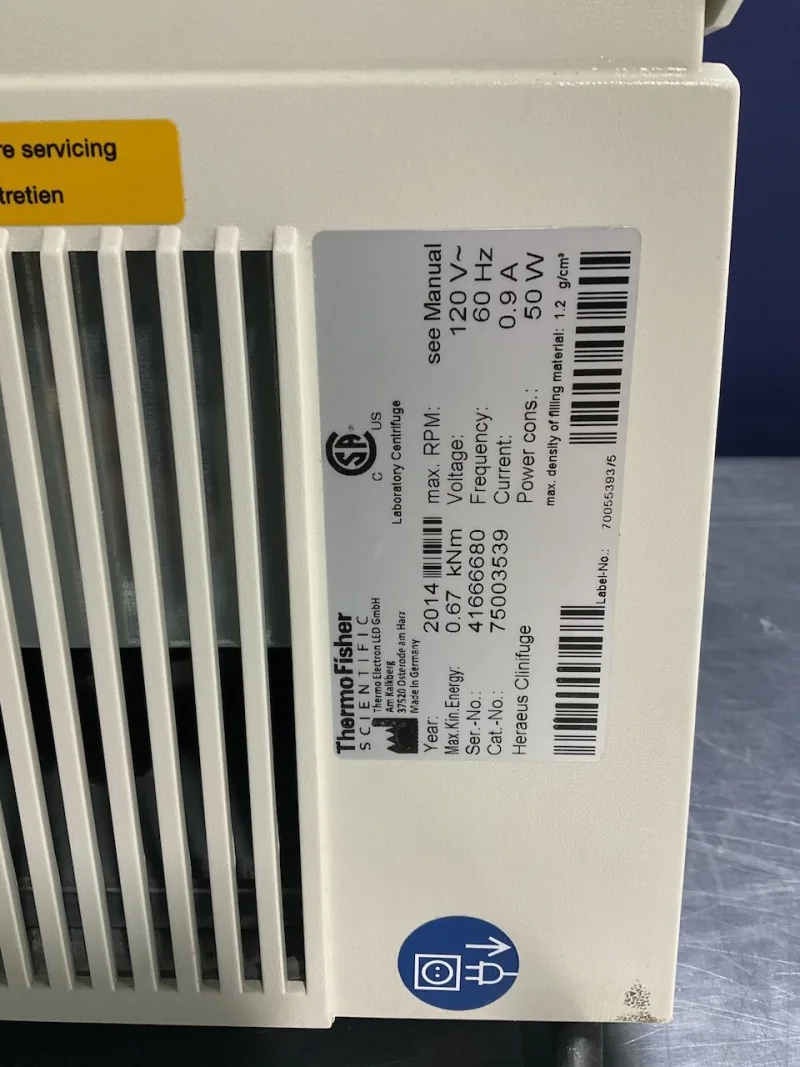 re servicing
tretien
ThermoFisher
SCIENTIFIC
Thermo Electron LED GmbH
Am Kalkberg
37520 Osterode am Harz
Made in Germany
CSA ®
C US
Laboratory Centrifuge
Year: 2014 max. RPM: see Manual
Max.Kin.Energy: 0.67 kNm Voltage: 120 V~
Ser.-No.: 41666680 Frequency: 60 Hz
Cat.-No.: 75003539 Current: 0.9 A
Heraeus Clinifuge Power cons.: 50 W
max. density of filling material: 1.2 g/cm³
Label-No.: 70055393/5